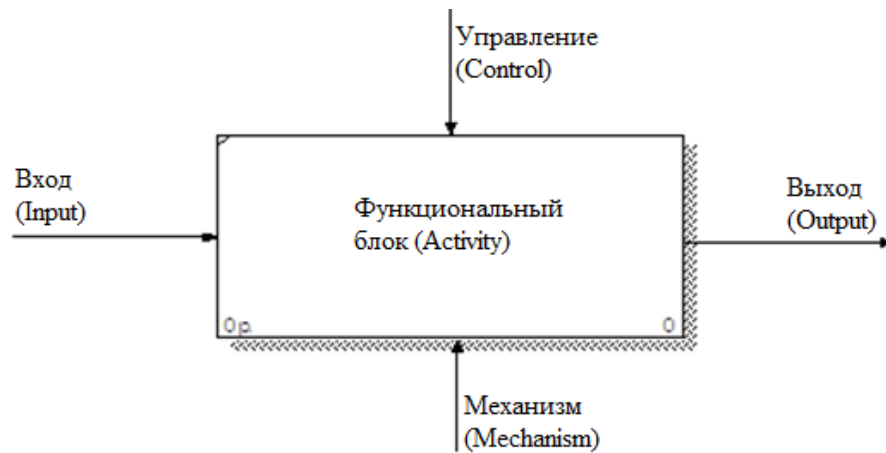 Управление
(Control)
Вход
(Input)
Функциональный
блок (Activity)
Выход
(Output)
0р.
0
Механизм
(Mechanism)